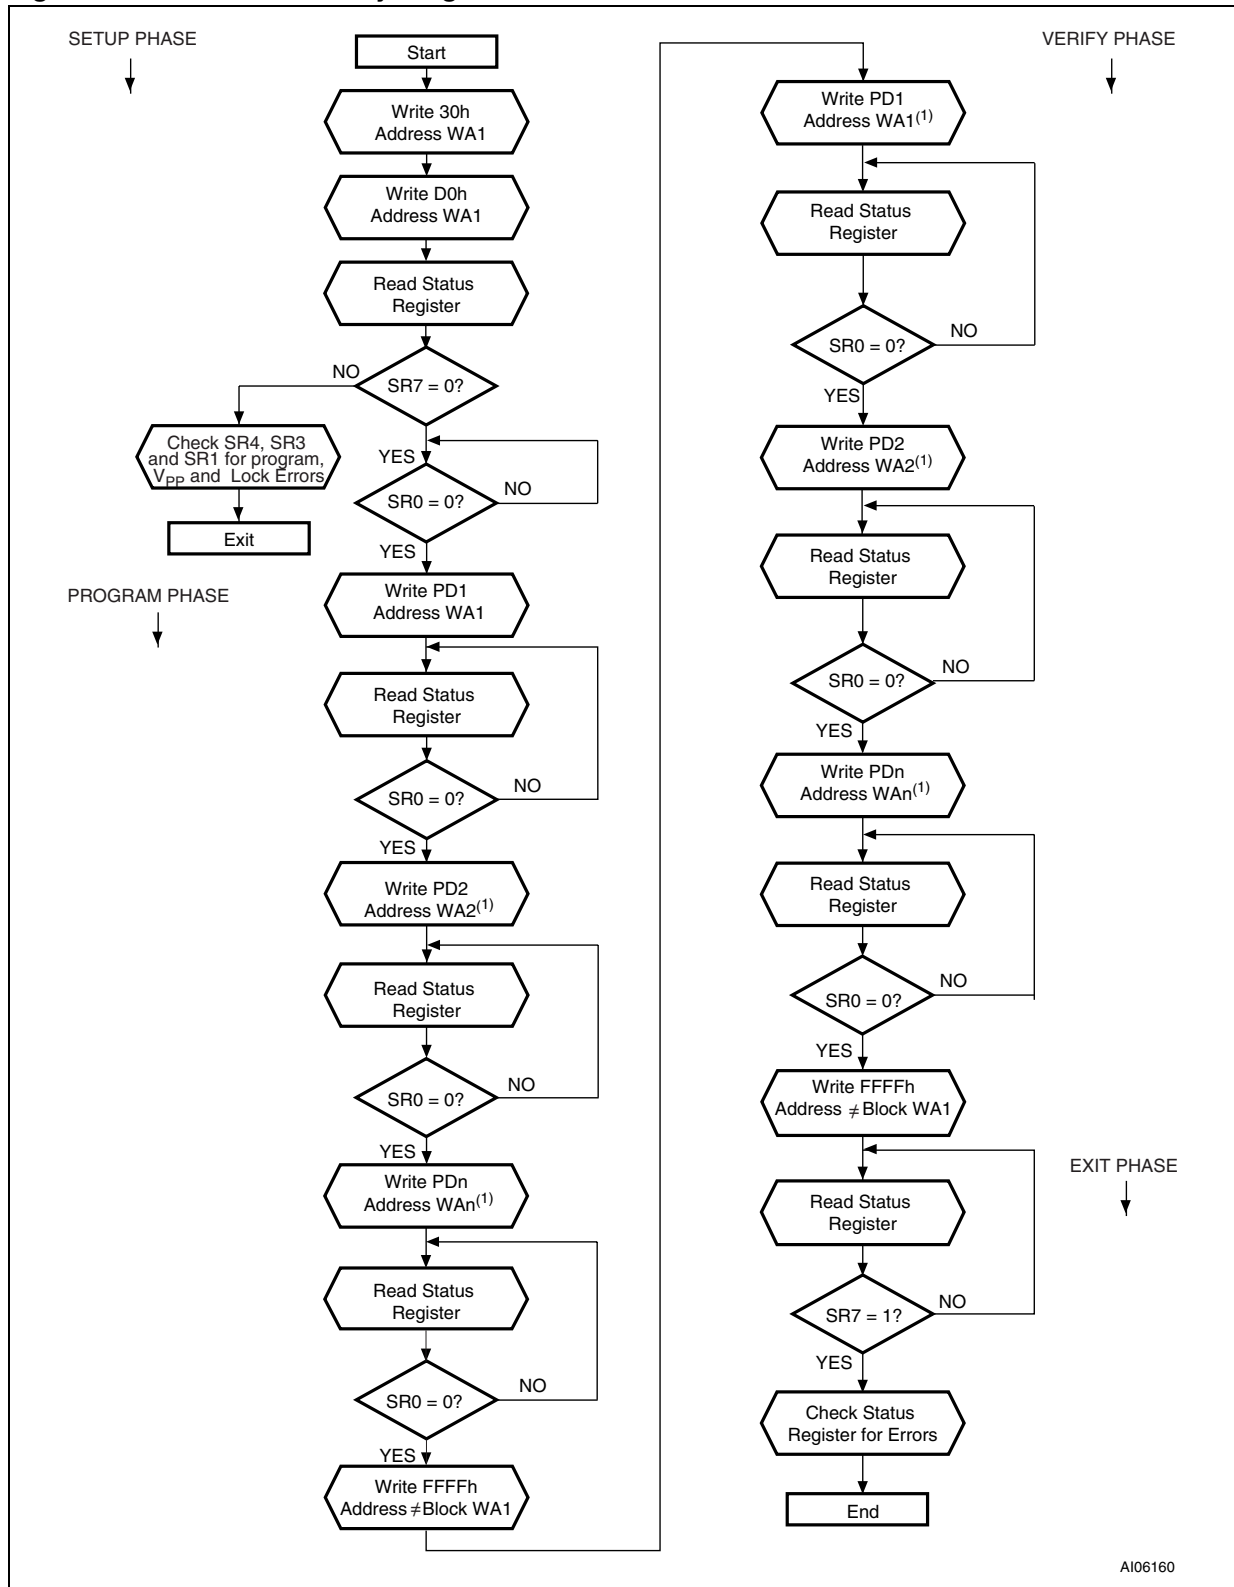 SETUP PHASE
Start
Write 30h
Address WA1
Write D0h
Address WA1
Read Status
Register
SR7 = 0?
NO
Check SR4, SR3
and SR1 for program,
VPP and Lock Errors
Exit
YES
SR0 = 0?
NO
YES
PROGRAM PHASE
Write PD1
Address WA1
Read Status
Register
SR0 = 0?
NO
YES
Write PD2
Address WA2(1)
Read Status
Register
SR0 = 0?
NO
YES
Write PDn
Address WAn(1)
Read Status
Register
SR0 = 0?
NO
YES
Write FFFFh
Address ≠ Block WA1
VERIFY PHASE
Write PD1
Address WA1(1)
Read Status
Register
SR0 = 0?
NO
YES
Write PD2
Address WA2(1)
Read Status
Register
SR0 = 0?
NO
YES
Write PDn
Address WAn(1)
Read Status
Register
SR0 = 0?
NO
YES
Write FFFFh
Address ≠ Block WA1
EXIT PHASE
Read Status
Register
SR7 = 1?
NO
YES
Check Status
Register for Errors
End
AI06160